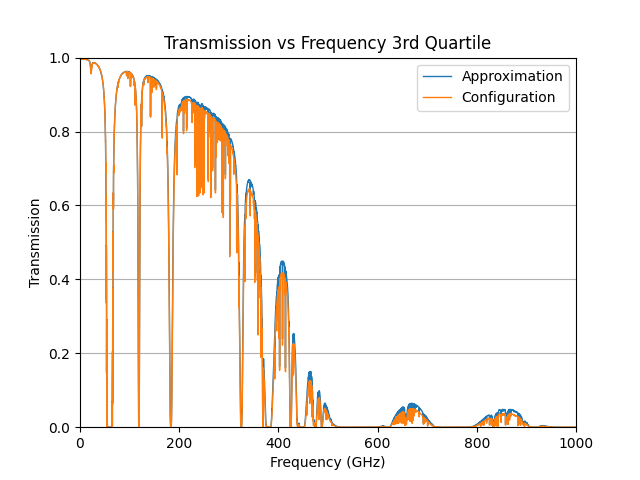 Transmission vs Frequency 3rd Quartile
Approximation
Configuration
Transmission
1.0
0.8
0.6
0.4
0.2
0.0
0 200 400 600 800 1000
Frequency (GHz)